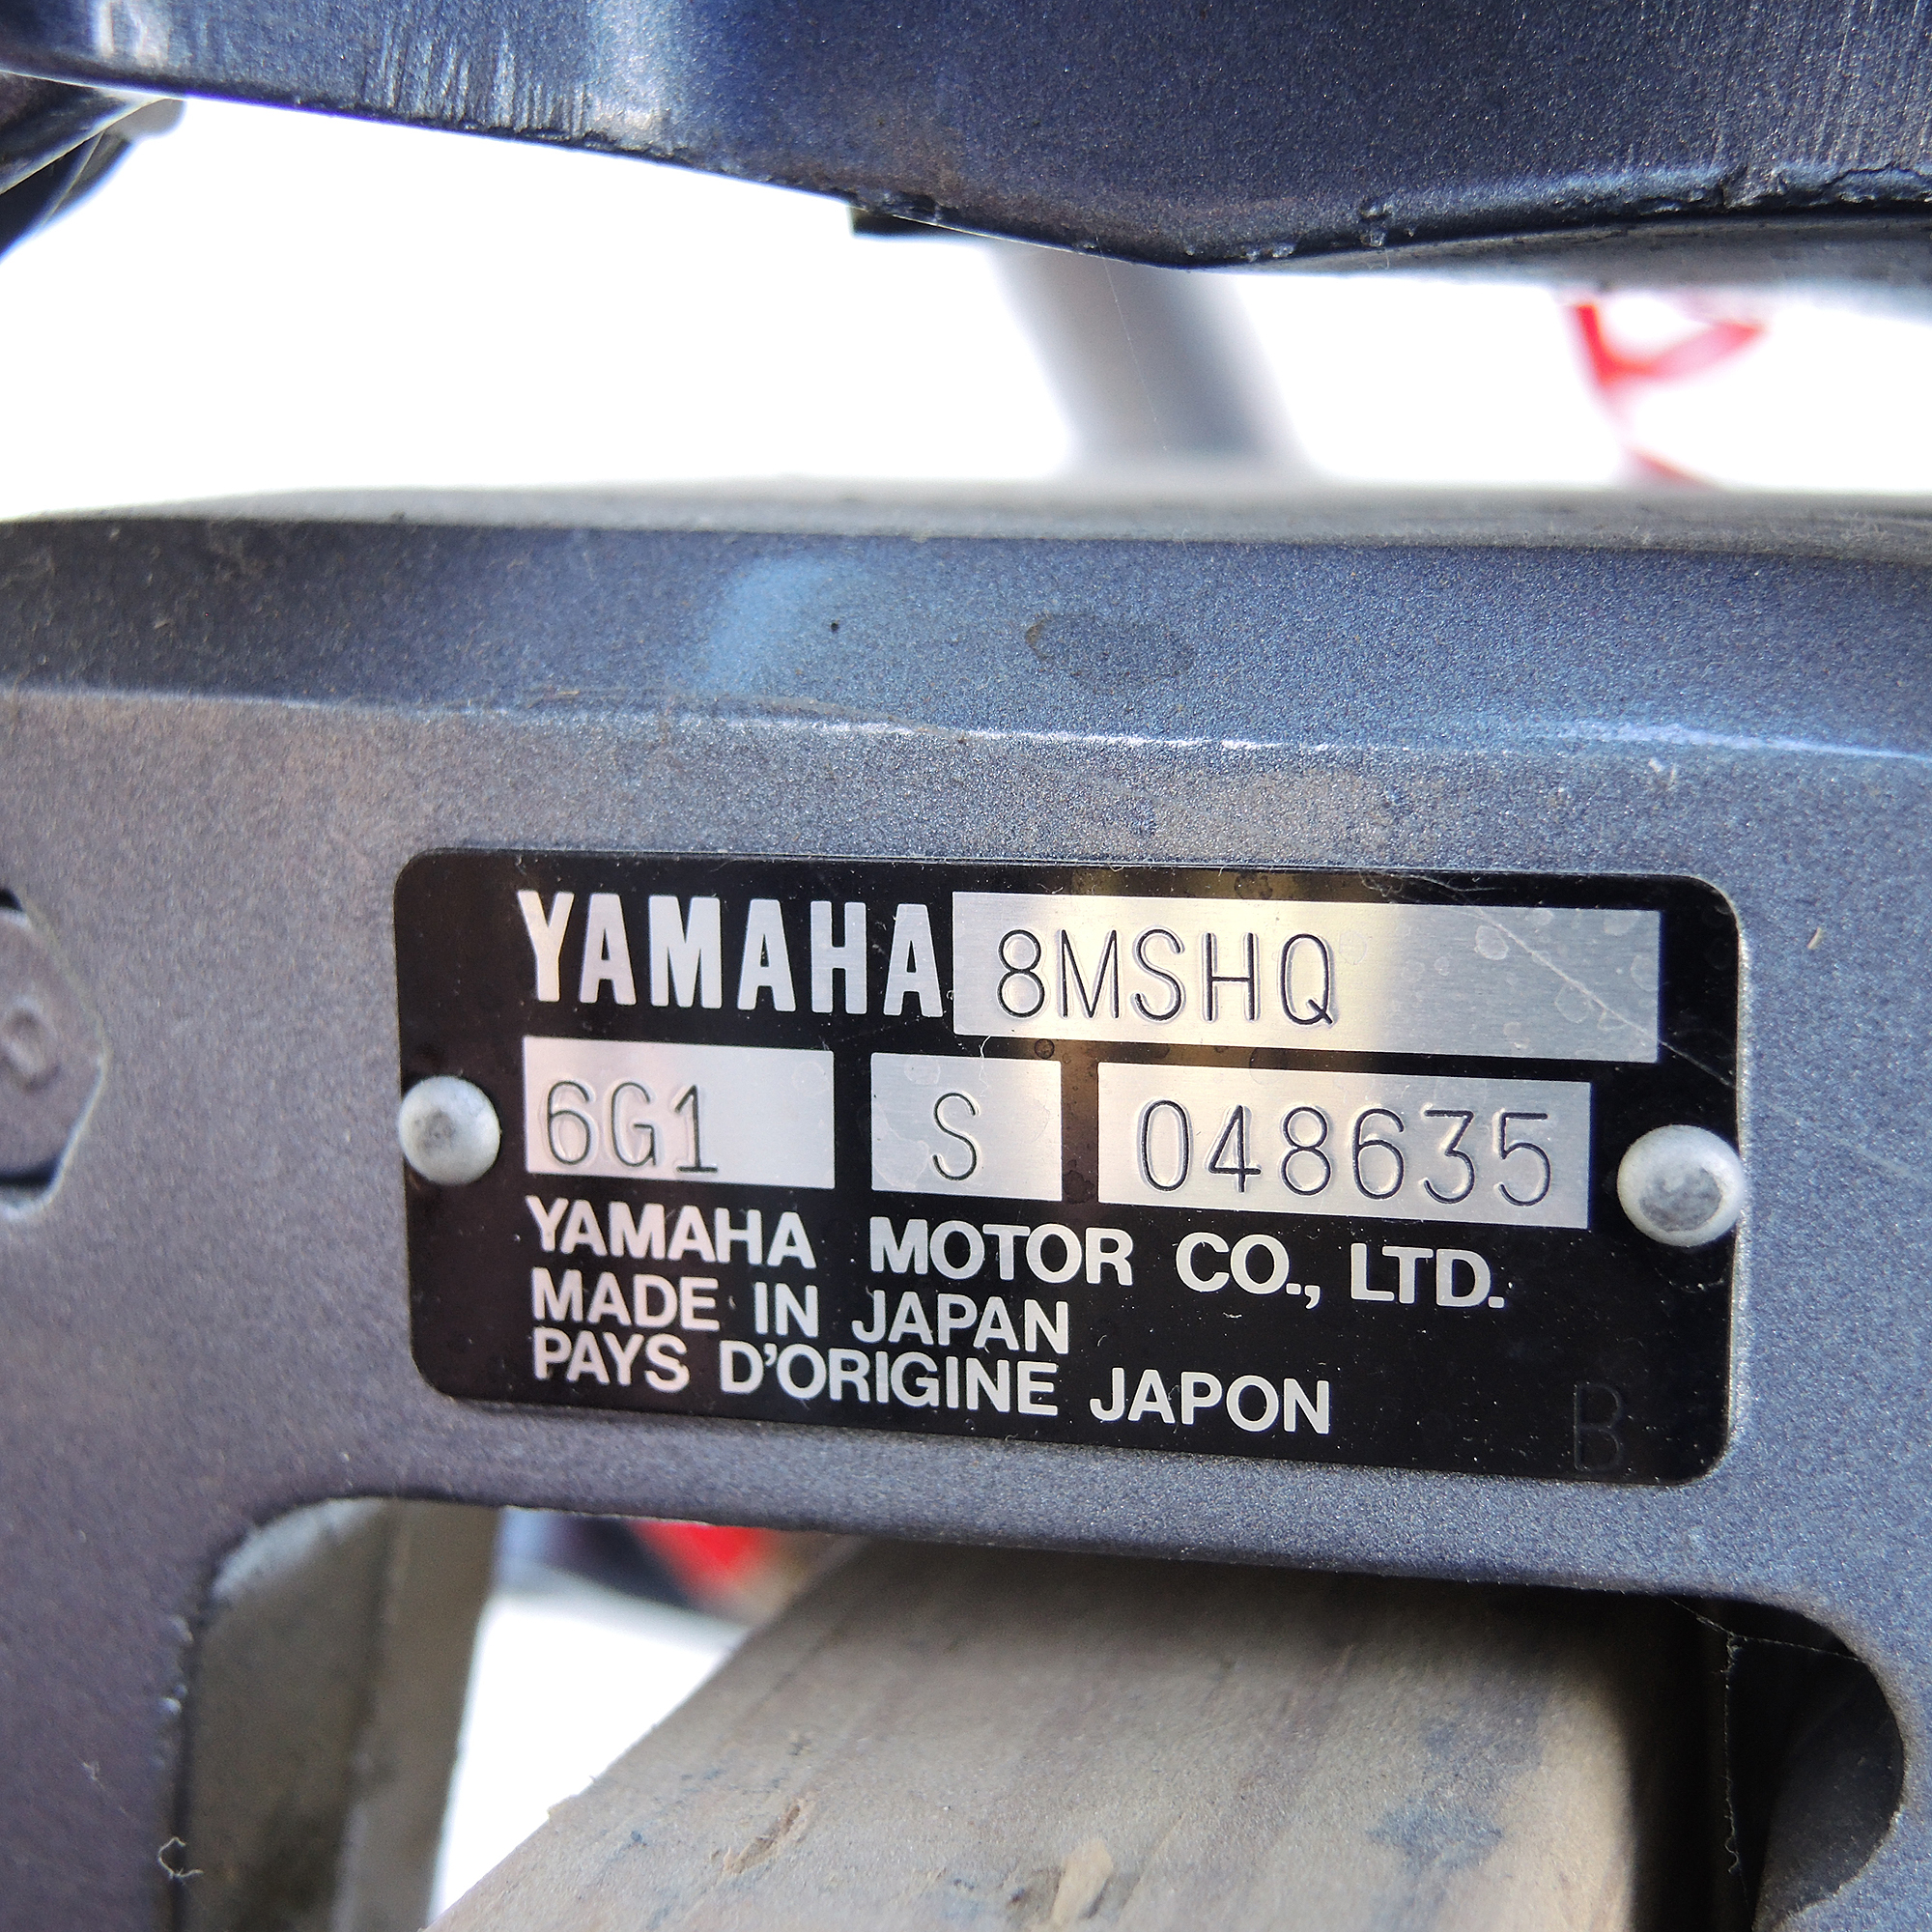 YAMAHA 8MSHQ
6G1 S 048635
YAMAHA MOTOR CO., LTD.
MADE IN JAPAN
PAYS D'ORIGINE JAPON
B